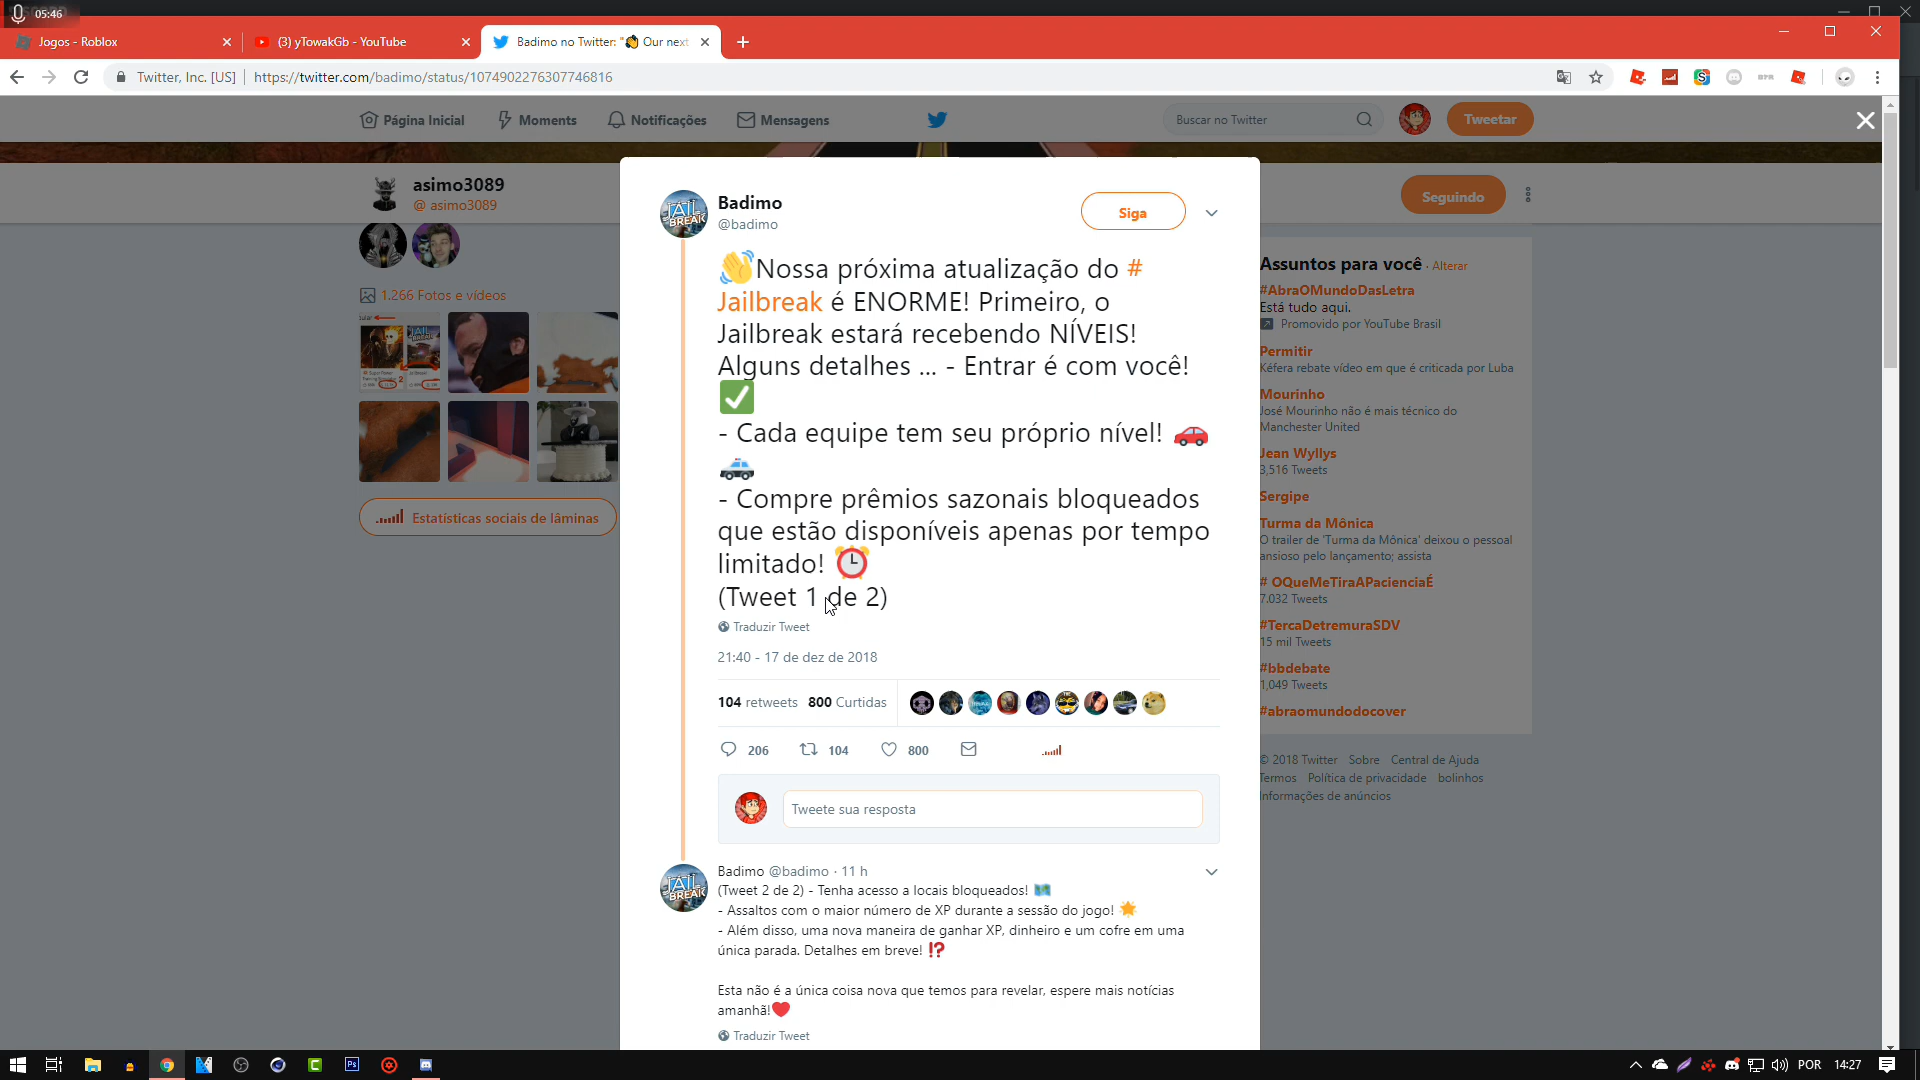 05:46
Jogos - Roblox
(3) yTowakGb - YouTube
Badimo no Twitter: "👏 Our next
Twitter, Inc. [US]
https://twitter.com/badimo/status/1074902276307746816
Página Inicial
Moments
Notificações
Mensagens
Buscar no Twitter
Tweetar
asimo3089
@ asimo3089
Seguindo
1.266 Fotos e vídeos
Estatísticas sociais de lâminas
Badimo
@badimo
Siga
👋Nossa próxima atualização do #
Jailbreak é ENORME! Primeiro, o
Jailbreak estará recebendo NÍVEIS!
Alguns detalhes ... - Entrar é com você!
✅
- Cada equipe tem seu próprio nível! 🚗
🚓
- Compre prêmios sazonais bloqueados
que estão disponíveis apenas por tempo
limitado! ⏰
(Tweet 1 de 2)
Traduzir Tweet
21:40 - 17 de dez de 2018
104 retweets 800 Curtidas
206
104
800
Tweete sua resposta
Badimo @badimo · 11 h
(Tweet 2 de 2) - Tenha acesso a locais bloqueados! 🗺️
- Assaltos com o maior número de XP durante a sessão do jogo! 🌟
- Além disso, uma nova maneira de ganhar XP, dinheiro e um cofre em uma
única parada. Detalhes em breve! ⁉️
Esta não é a única coisa nova que temos para revelar, espere mais notícias
amanhã!❤️
Traduzir Tweet
Assuntos para você · Alterar
#AbraOMundoDasLetra
Está tudo aqui.
Promovido por YouTube Brasil
Permitir
Kéfera rebate vídeo em que é criticada por Luba
Mourinho
José Mourinho não é mais técnico do
Manchester United
Jean Wyllys
3,516 Tweets
Sergipe
Turma da Mônica
O trailer de 'Turma da Mônica' deixou o pessoal
ansioso pelo lançamento; assista
# OQueMeTiraAPacienciaÉ
7.032 Tweets
#TercaDetremuraSDV
15 mil Tweets
#bbdebate
1,049 Tweets
#abraomundodocover
© 2018 Twitter Sobre Central de Ajuda
Termos Política de privacidade bolinhos
Informações de anúncios
POR
14:27